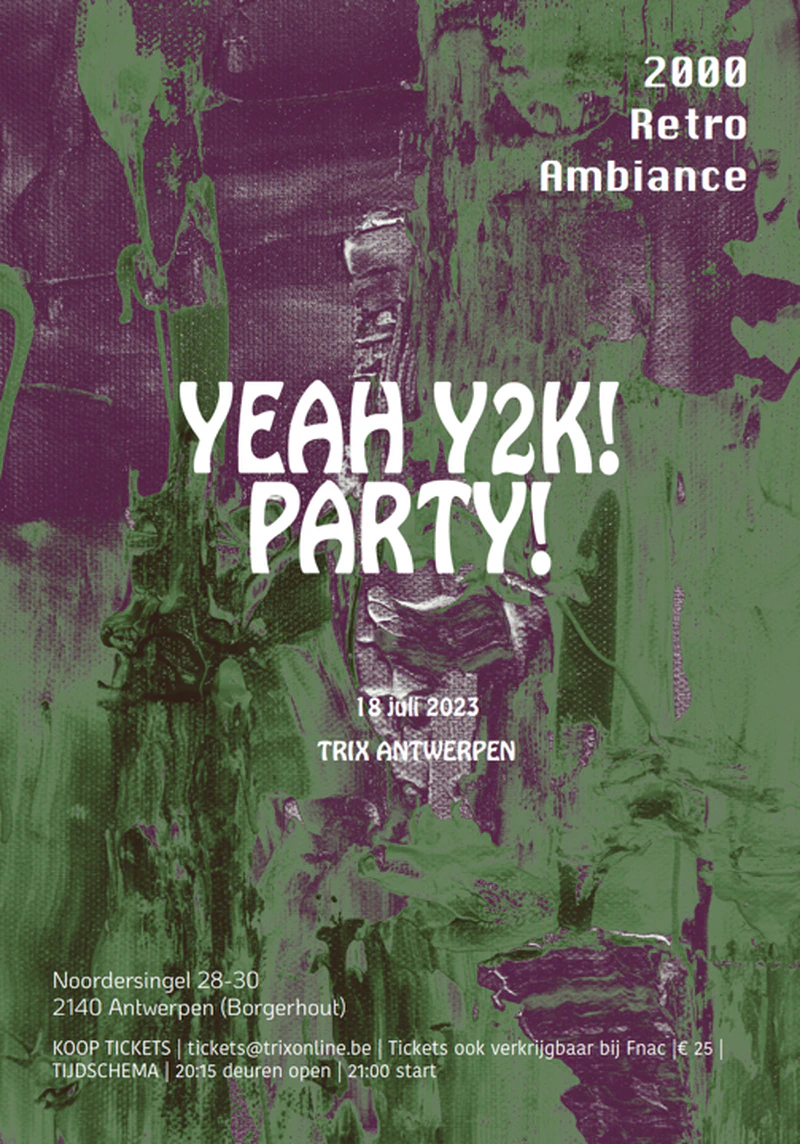 2000
Retro
Ambiance
YEAH Y2K!
PARTY!
18 juli 2023
TRIX ANTWERPEN
Noordersingel 28-30
2140 Antwerpen (Borgerhout)
KOOP TICKETS | tickets@trixonline.be | Tickets ook verkrijgbaar bij Fnac |€ 25 |
TIJDSCHEMA | 20:15 deuren open | 21:00 start